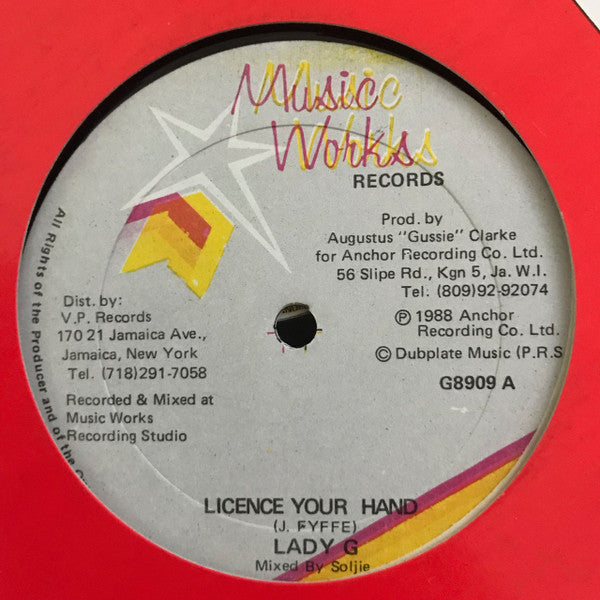 Music
Works
RECORDS
Prod. by
Augustus "Gussie" Clarke
for Anchor Recording Co. Ltd.
56 Slipe Rd., Kgn 5, Ja. W.I.
Tel: (809)92-92074
Ⓟ 1988 Anchor
Recording Co. Ltd.
© Dubplate Music (P.R.S
G8909 A
Dist. by:
V.P. Records
170 21 Jamaica Ave.,
Jamaica, New York
Tel. (718)291-7058
Recorded & Mixed at
Music Works
Recording Studio
All Rights of the Producer and of the
LICENCE YOUR HAND
(J. FYFFE)
LADY G
Mixed By Soljie